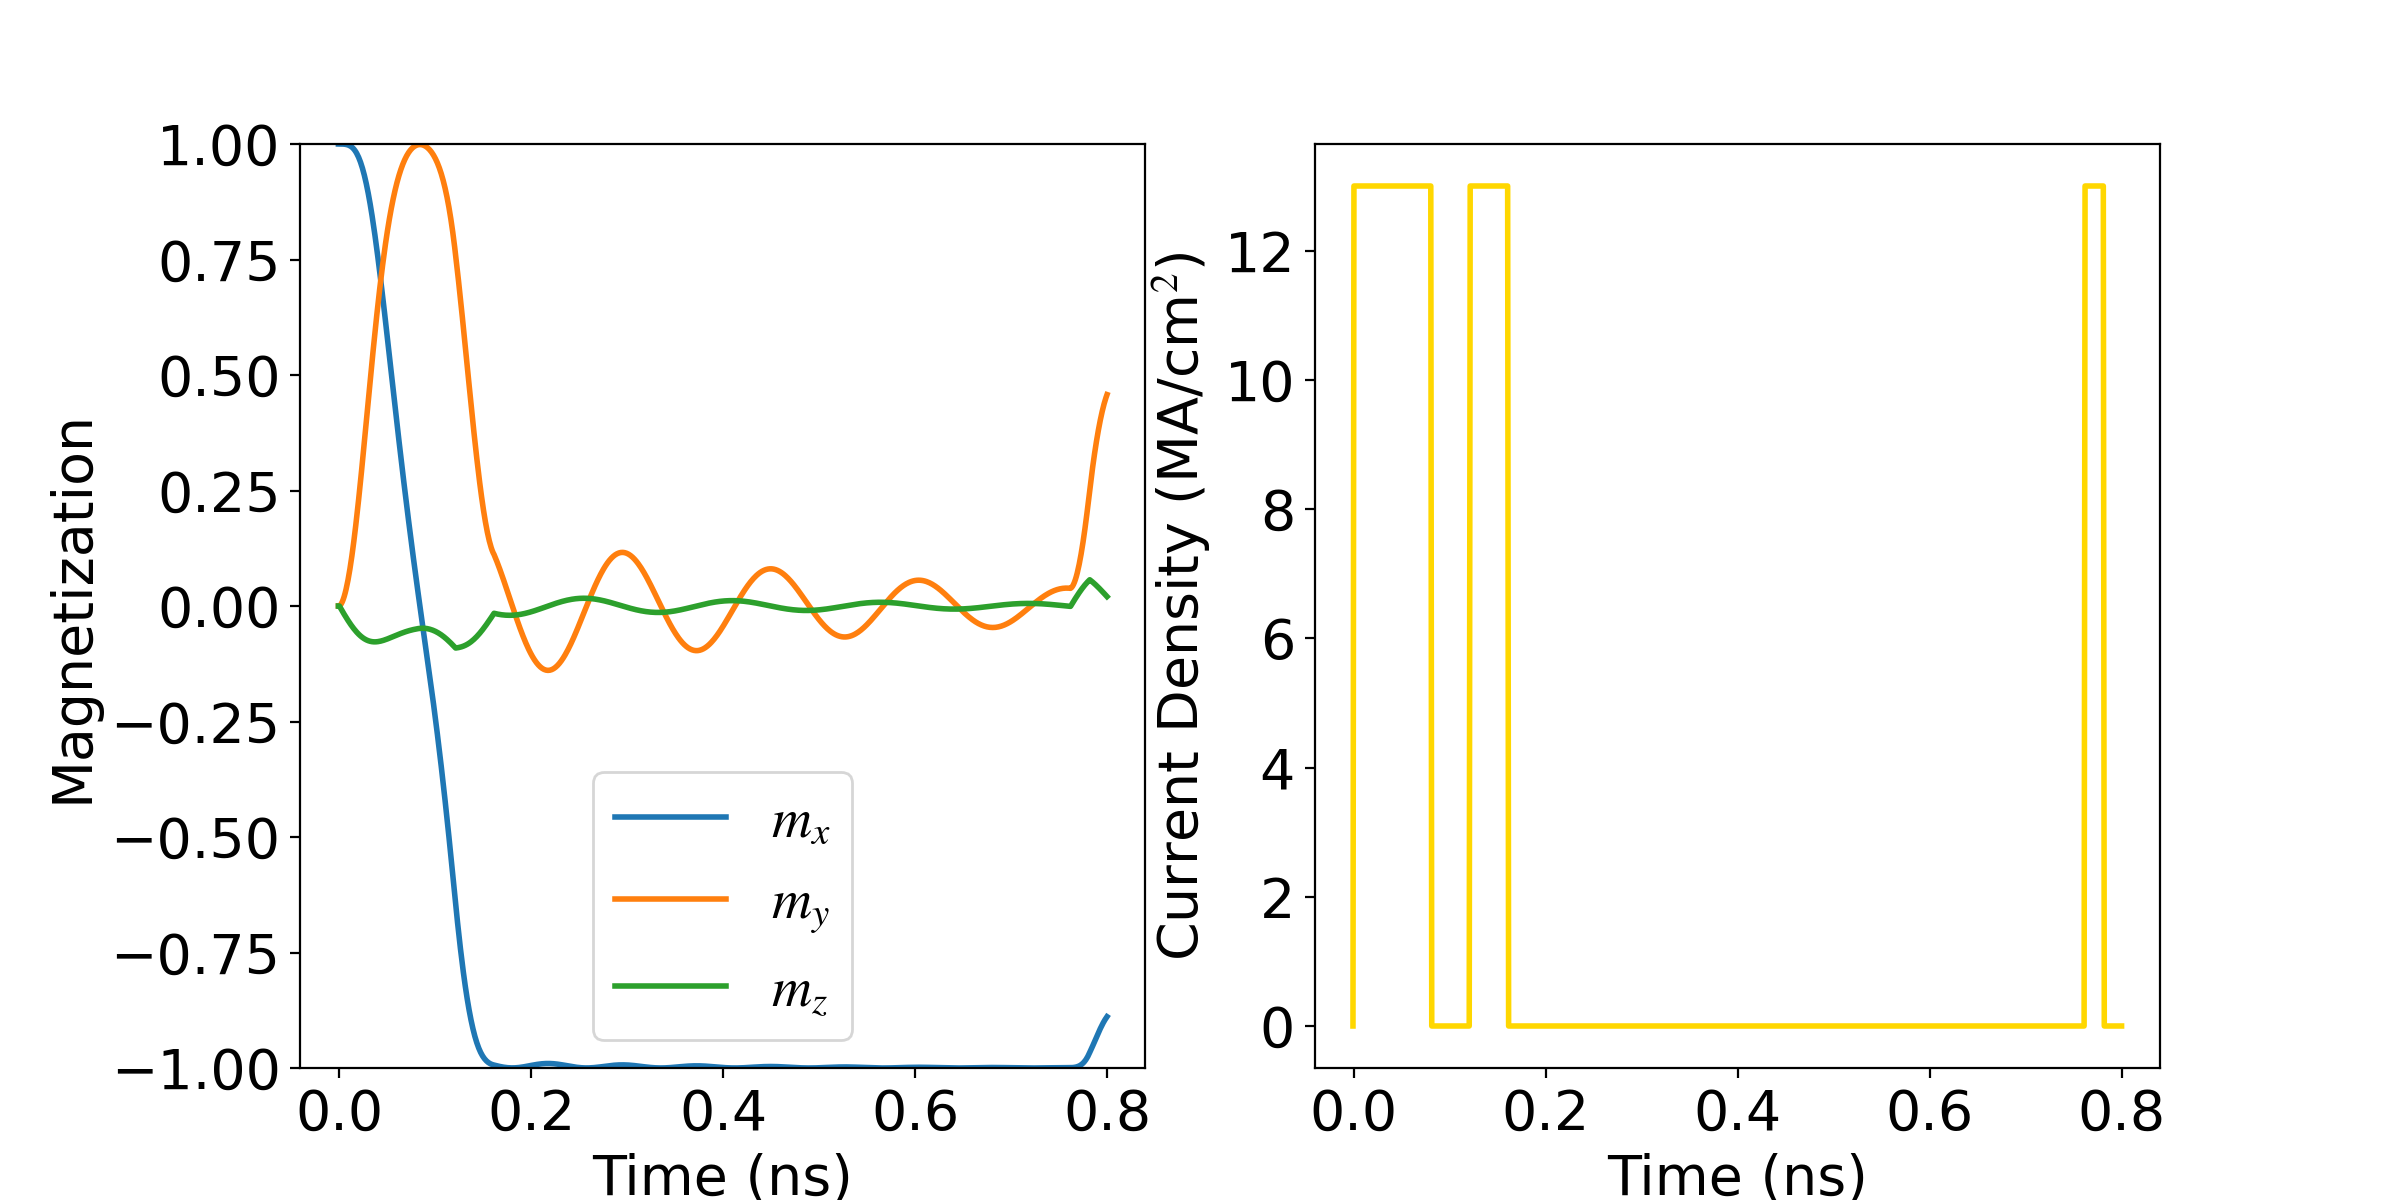 1.00
0.75
0.50
0.25
0.00
−0.25
−0.50
−0.75
−1.00
Magnetization
0.0 0.2 0.4 0.6 0.8
Time (ns)
m_x
m_y
m_z
12
10
8
6
4
2
0
Current Density (MA/cm²)
0.0 0.2 0.4 0.6 0.8
Time (ns)